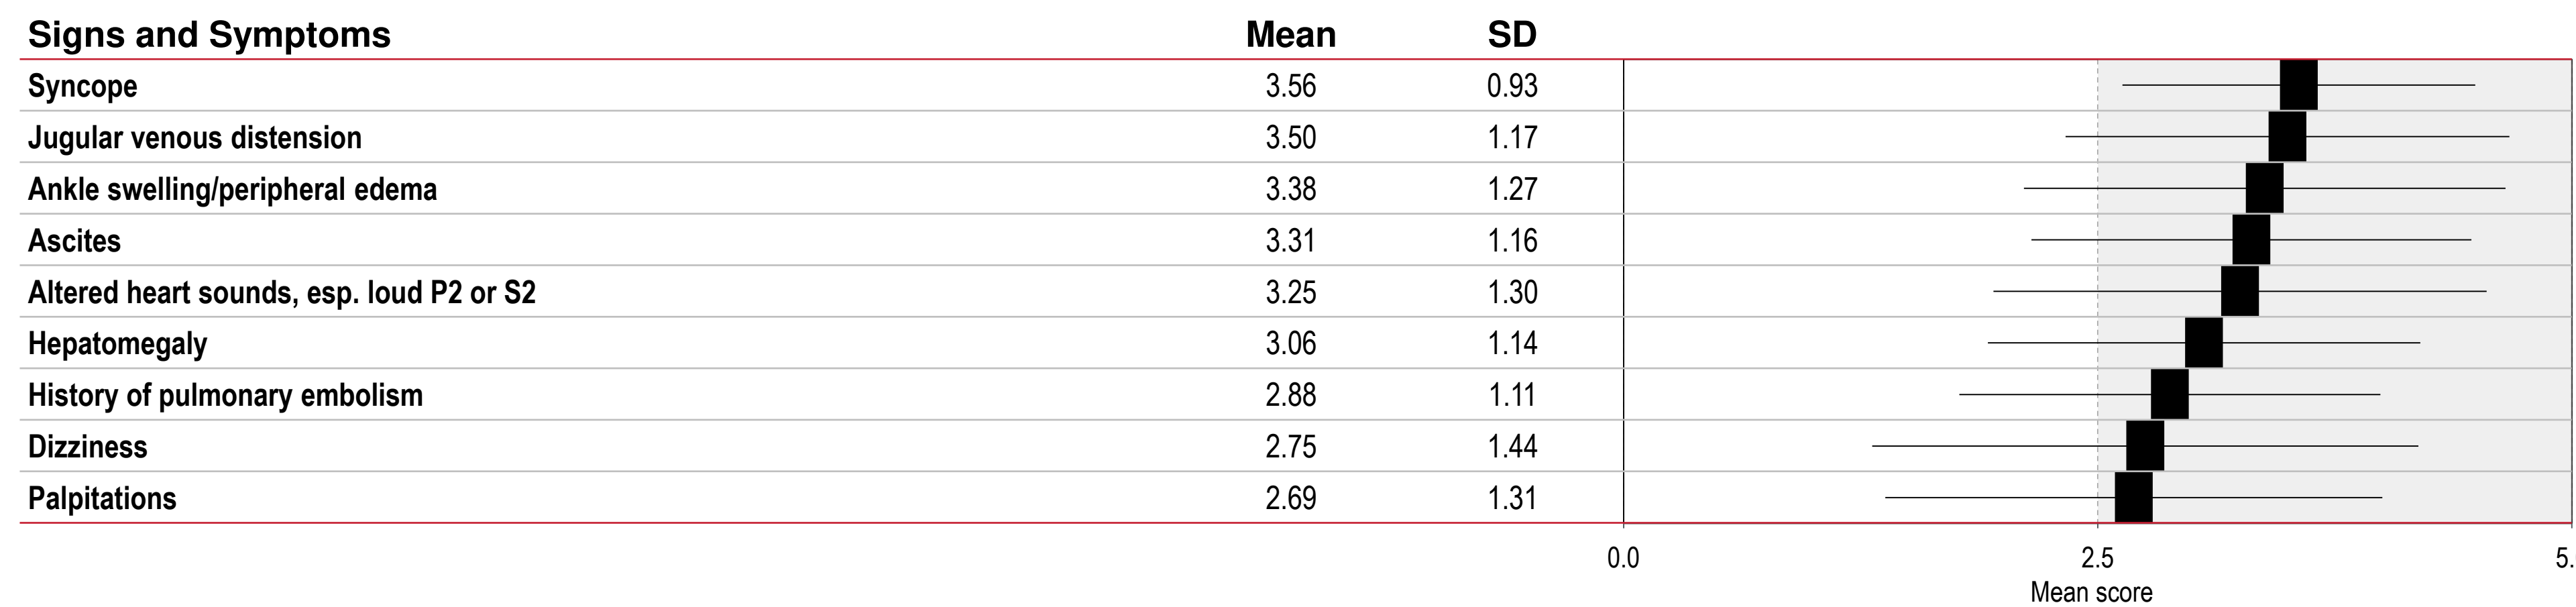 Signs and Symptoms Mean SD
Syncope 3.56 0.93
Jugular venous distension 3.50 1.17
Ankle swelling/peripheral edema 3.38 1.27
Ascites 3.31 1.16
Altered heart sounds, esp. loud P2 or S2 3.25 1.30
Hepatomegaly 3.06 1.14
History of pulmonary embolism 2.88 1.11
Dizziness 2.75 1.44
Palpitations 2.69 1.31
0.0 2.5 5.
Mean score